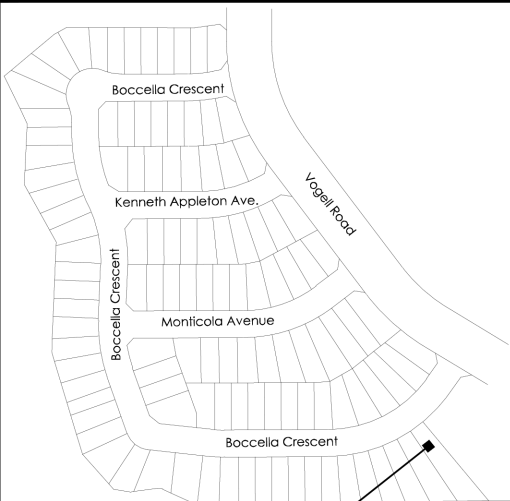 Boccella Crescent
Kenneth Appleton Ave.
Vogell Road
Boccella Crescent
Monticola Avenue
Boccella Crescent